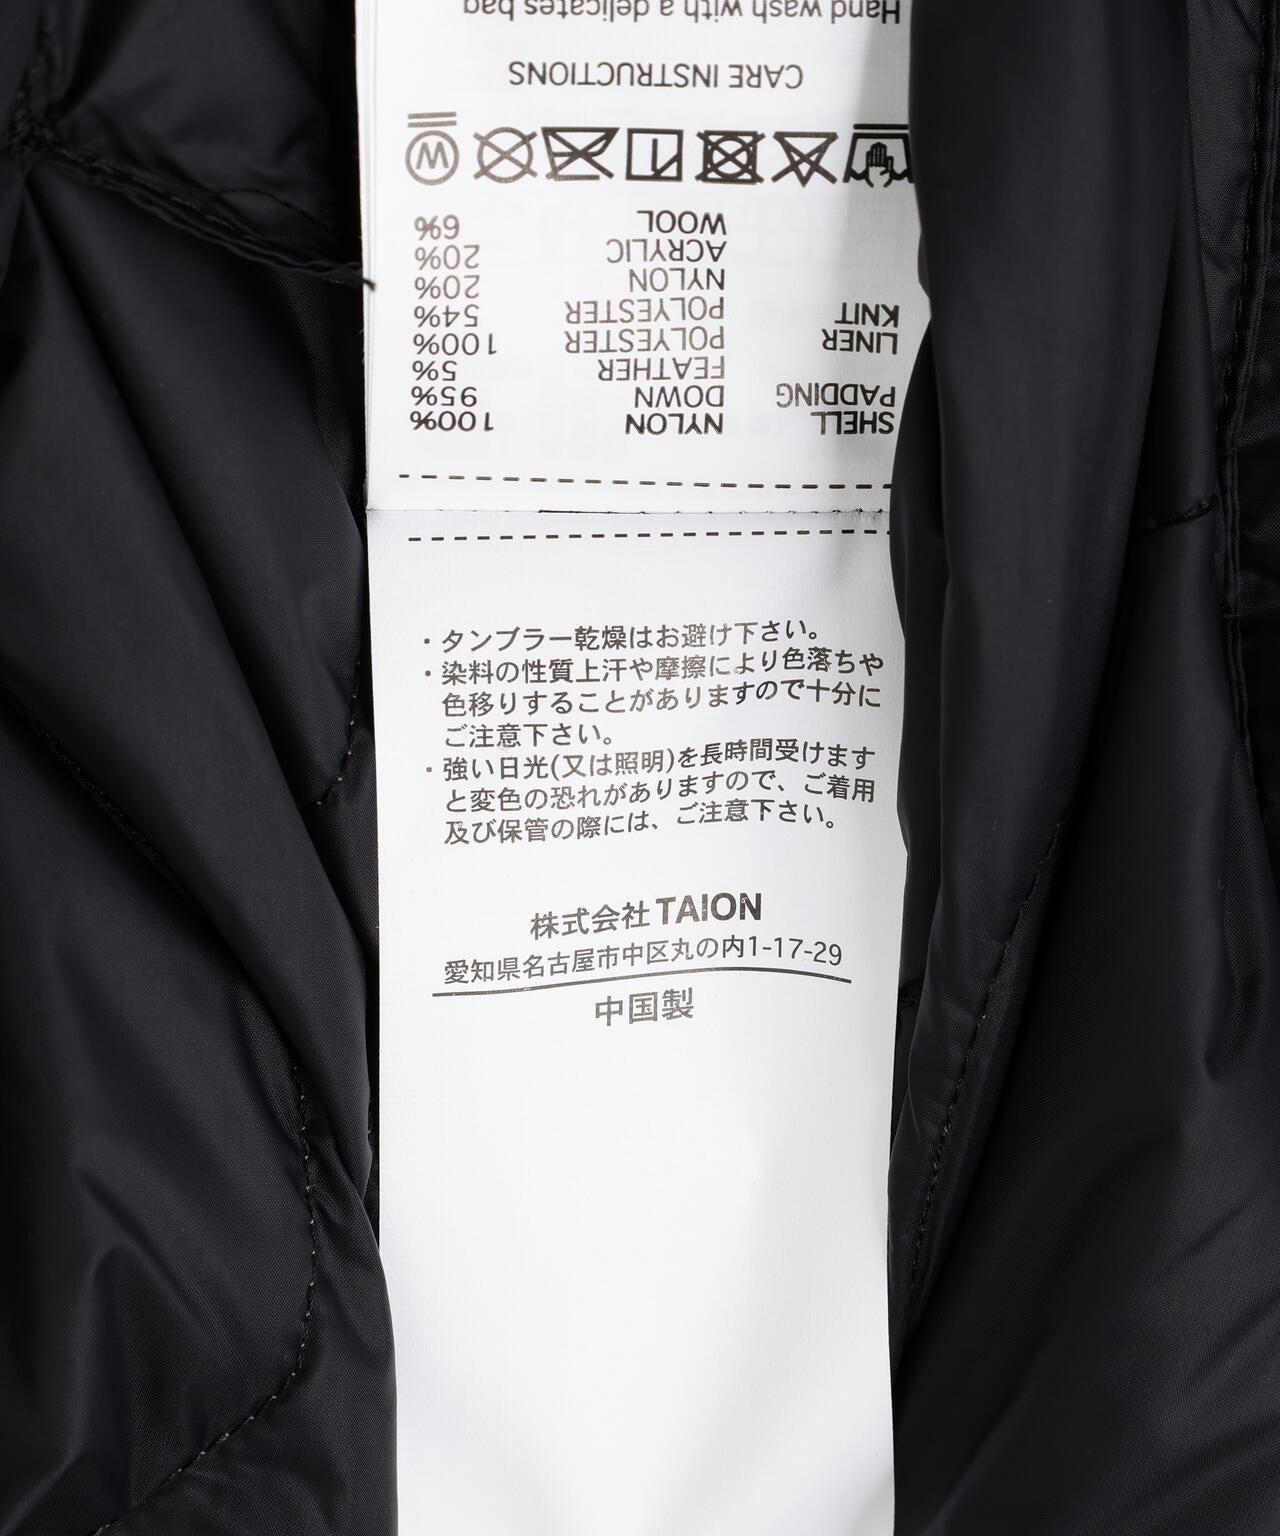 SHELL NYLON 100%
PADDING DOWN 95%
FEATHER 5%
LINER POLYESTER 100%
KNIT POLYESTER 54%
NYLON 20%
ACRYLIC 20%
WOOL 6%
W
CARE INSTRUCTIONS
Hand wash with a delicates bag
・タンブラー乾燥はお避け下さい。
・染料の性質上汗や摩擦により色落ちや
色移りすることがありますので十分に
ご注意下さい。
・強い日光(又は照明)を長時間受けます
と変色の恐れがありますので、ご着用
及び保管の際には、ご注意下さい。
株式会社 TAION
愛知県名古屋市中区丸の内1-17-29
中国製